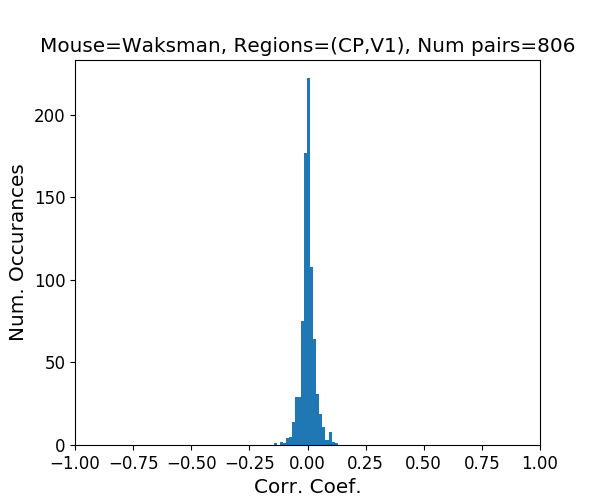 Mouse=Waksman, Regions=(CP,V1), Num pairs=806
Num. Occurances
200
150
100
50
0
−1.00 −0.75 −0.50 −0.25 0.00 0.25 0.50 0.75 1.00
Corr. Coef.